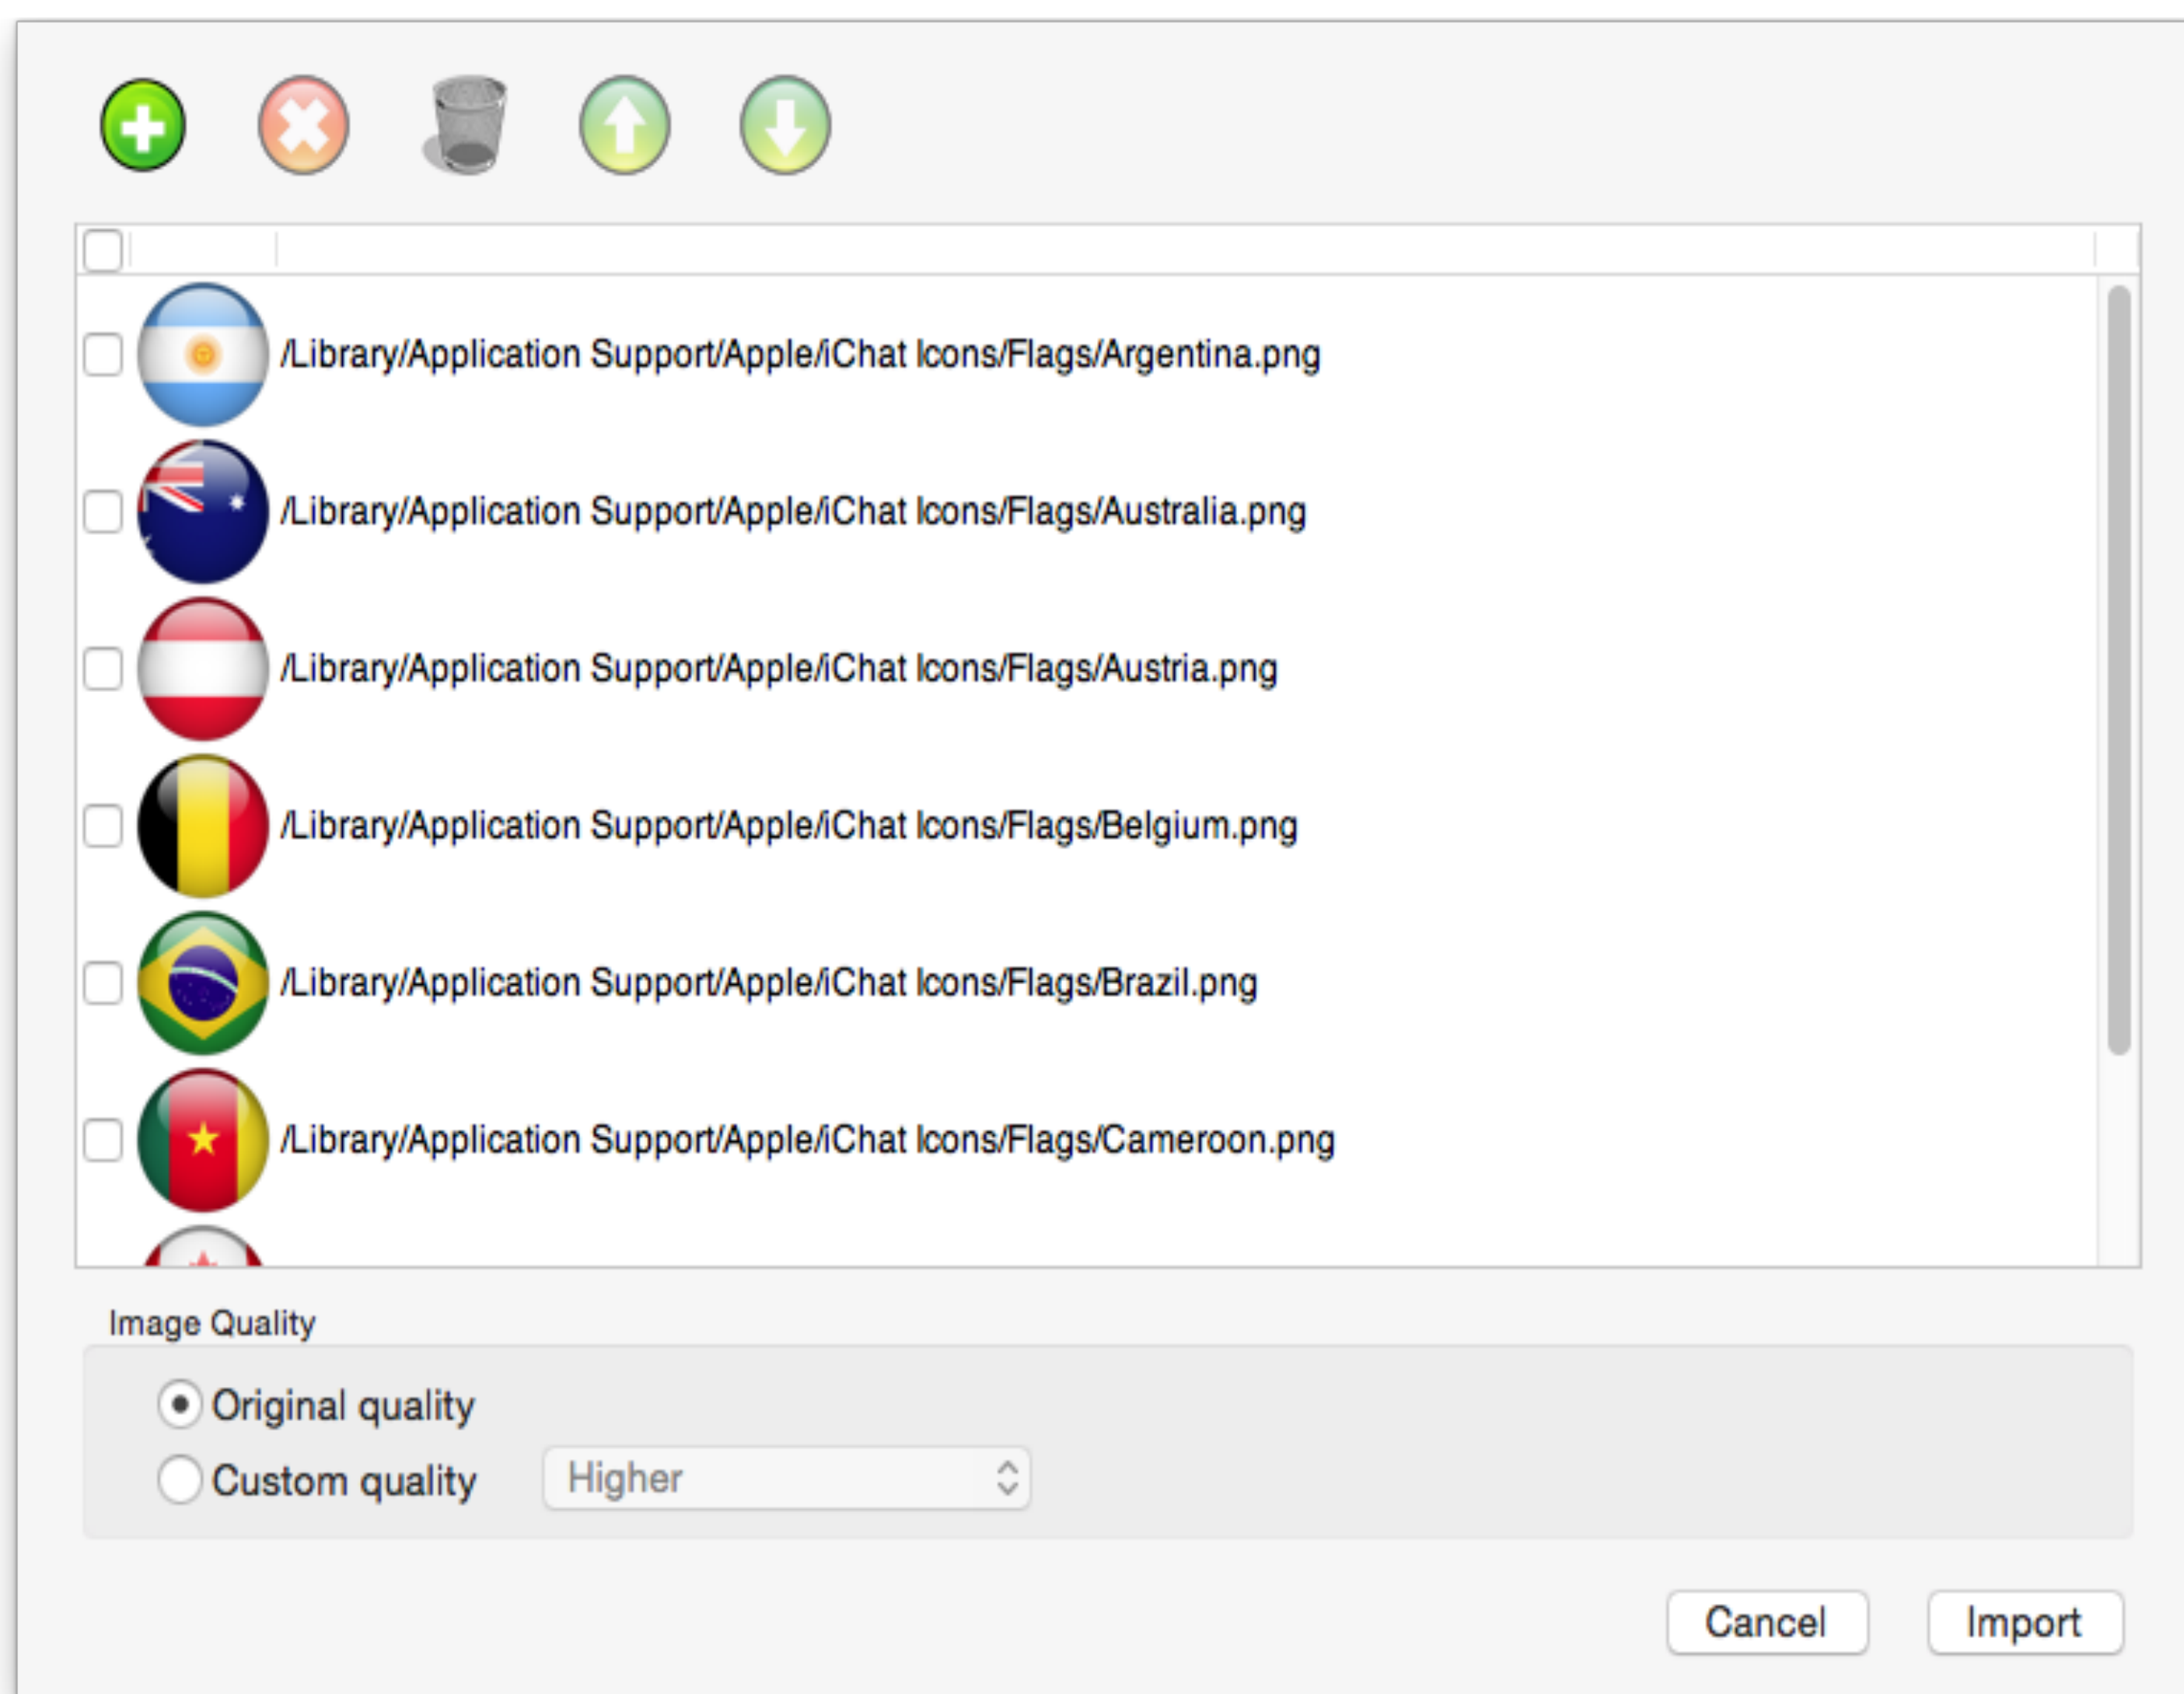 /Library/Application Support/Apple/iChat Icons/Flags/Argentina.png
/Library/Application Support/Apple/iChat Icons/Flags/Australia.png
/Library/Application Support/Apple/iChat Icons/Flags/Austria.png
/Library/Application Support/Apple/iChat Icons/Flags/Belgium.png
/Library/Application Support/Apple/iChat Icons/Flags/Brazil.png
/Library/Application Support/Apple/iChat Icons/Flags/Cameroon.png
Image Quality
Original quality
Custom quality Higher
Cancel Import